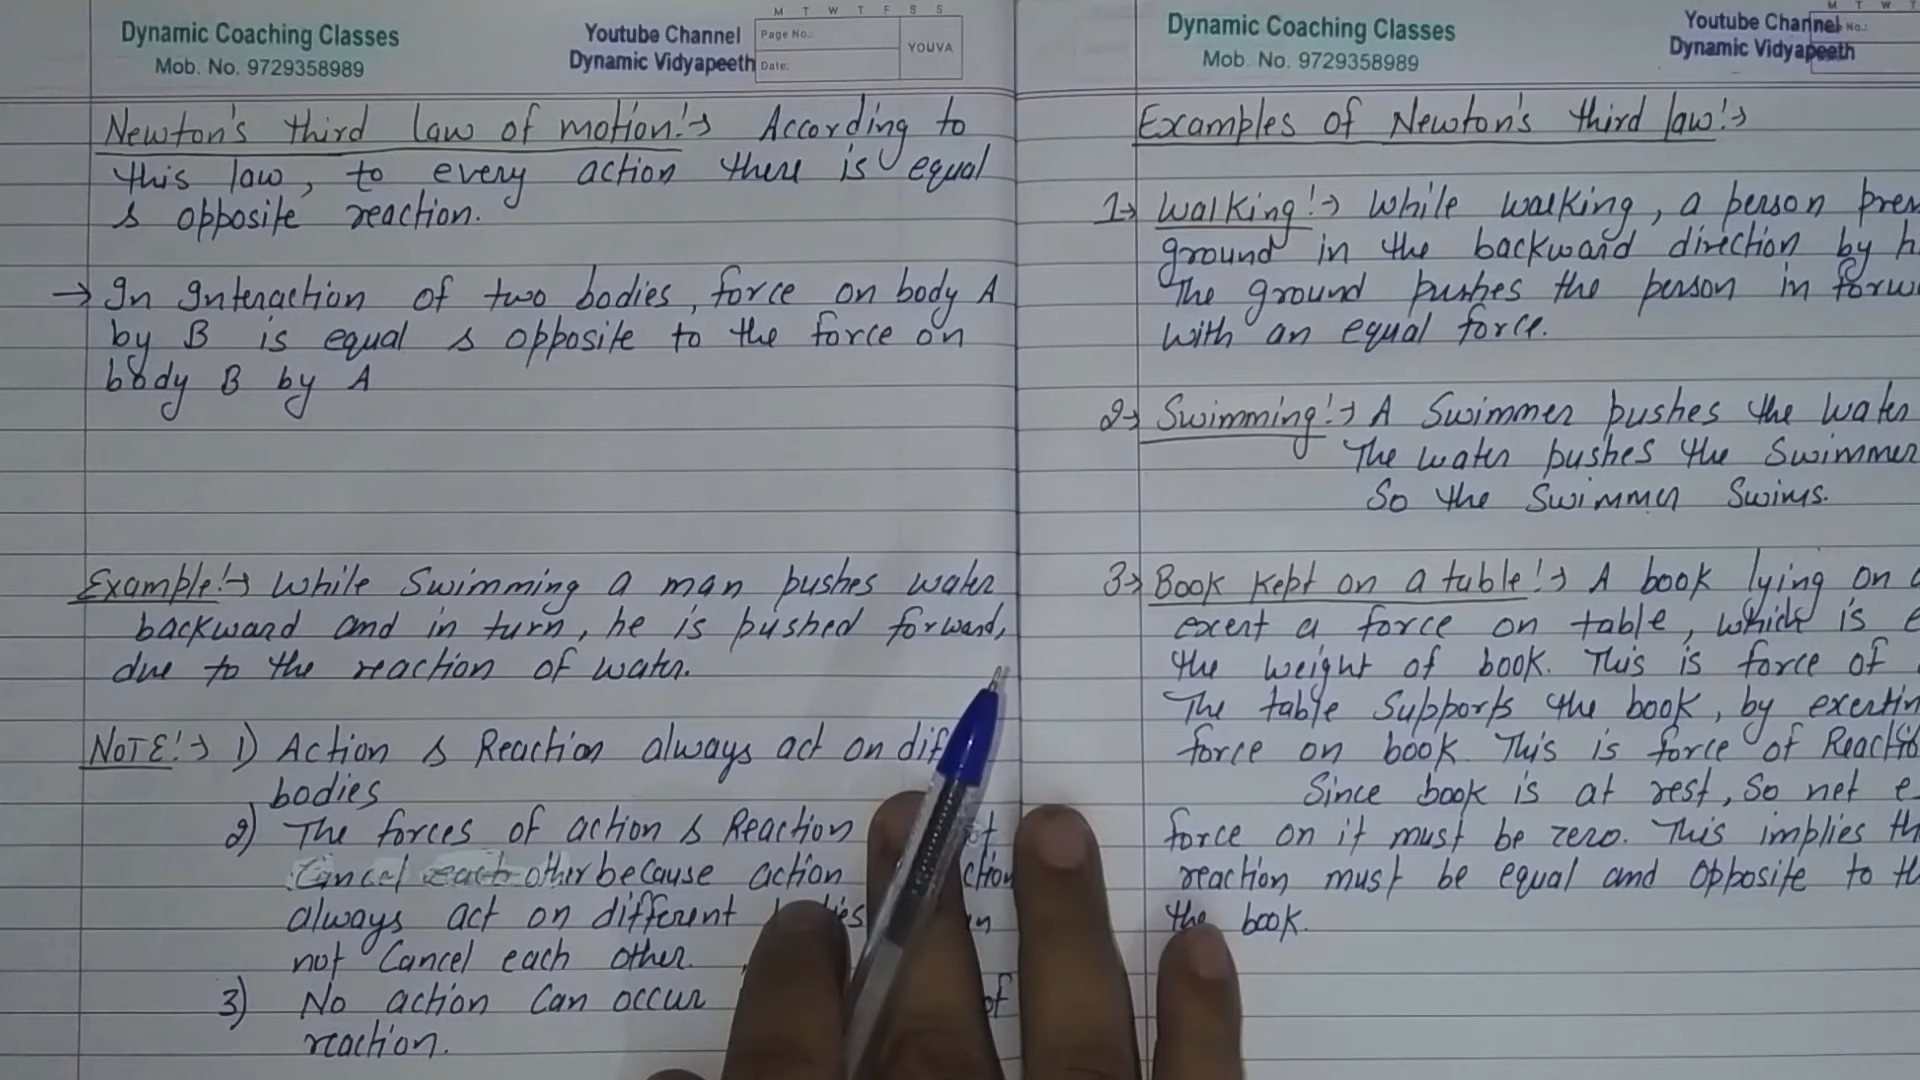 Dynamic Coaching Classes
Mob. No. 9729358989
Youtube Channel
Dynamic Vidyapeeth
M T W T F S S
Page No.:
Date:
YOUVA
Newton's third law of motion:→ According to
this law, to every action there is equal
& opposite reaction.
→ In Interaction of two bodies, force on body A
by B is equal & opposite to the force on
body B by A
Example:→ While Swimming a man pushes water
backward and in turn, he is pushed forward,
due to the reaction of water.
NOTE:→ 1) Action & Reaction always act on
bodies
2) The forces of action & Reaction
Cancel each other because action
always act on different
not Cancel each other.
3) No action can occur of
reaction.
Dynamic Coaching Classes
Mob. No. 9729358989
Youtube Channel
Dynamic Vidyapeeth
M T W T
No.:
Examples of Newton's third law:→
1→ Walking:→ While walking, a person
ground in the backward direction by
The ground pushes the person in
with an equal force.
2→ Swimming:→ A Swimmer pushes the water
The water pushes the Swimmer
So the Swimmer Swims.
3→ Book kept on a table:→ A book lying on
exert a force on table, which is
the weight of book. This is force of
The table Supports the book, by
force on book. This is force of
Since book is at rest, So net
force on it must be zero. This implies
reaction must be equal and opposite to
the book.